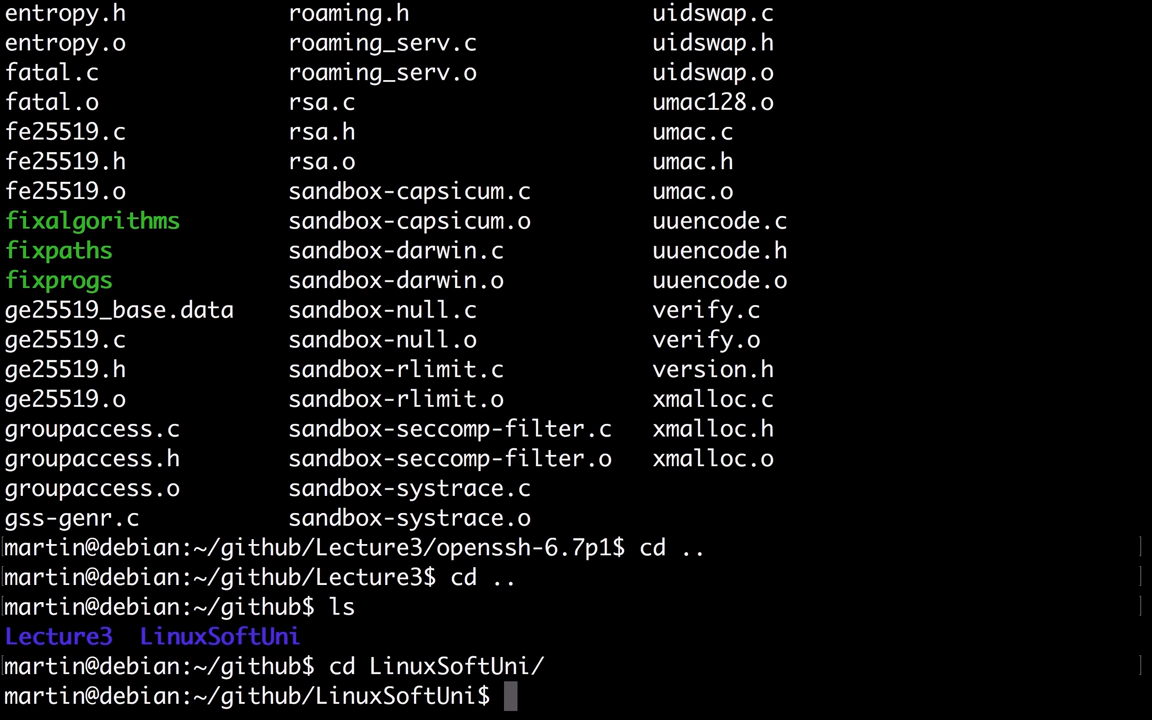 entropy.h roaming.h uidswap.c
entropy.o roaming_serv.c uidswap.h
fatal.c roaming_serv.o uidswap.o
fatal.o rsa.c umac128.o
fe25519.c rsa.h umac.c
fe25519.h rsa.o umac.h
fe25519.o sandbox-capsicum.c umac.o
fixalgorithms sandbox-capsicum.o uuencode.c
fixpaths sandbox-darwin.c uuencode.h
fixprogs sandbox-darwin.o uuencode.o
ge25519_base.data sandbox-null.c verify.c
ge25519.c sandbox-null.o verify.o
ge25519.h sandbox-rlimit.c version.h
ge25519.o sandbox-rlimit.o xmalloc.c
groupaccess.c sandbox-seccomp-filter.c xmalloc.h
groupaccess.h sandbox-seccomp-filter.o xmalloc.o
groupaccess.o sandbox-systrace.c
gss-genr.c sandbox-systrace.o
martin@debian:~/github/Lecture3/openssh-6.7p1$ cd ..
martin@debian:~/github/Lecture3$ cd ..
martin@debian:~/github$ ls
Lecture3 LinuxSoftUni
martin@debian:~/github$ cd LinuxSoftUni/
martin@debian:~/github/LinuxSoftUni$